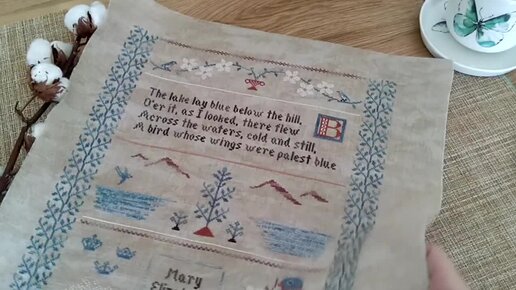 The lake lay blue below the hill,
O'er it, as I looked, there flew
Across the waters, cold and still,
A bird whose wings were palest blue
B
Mary